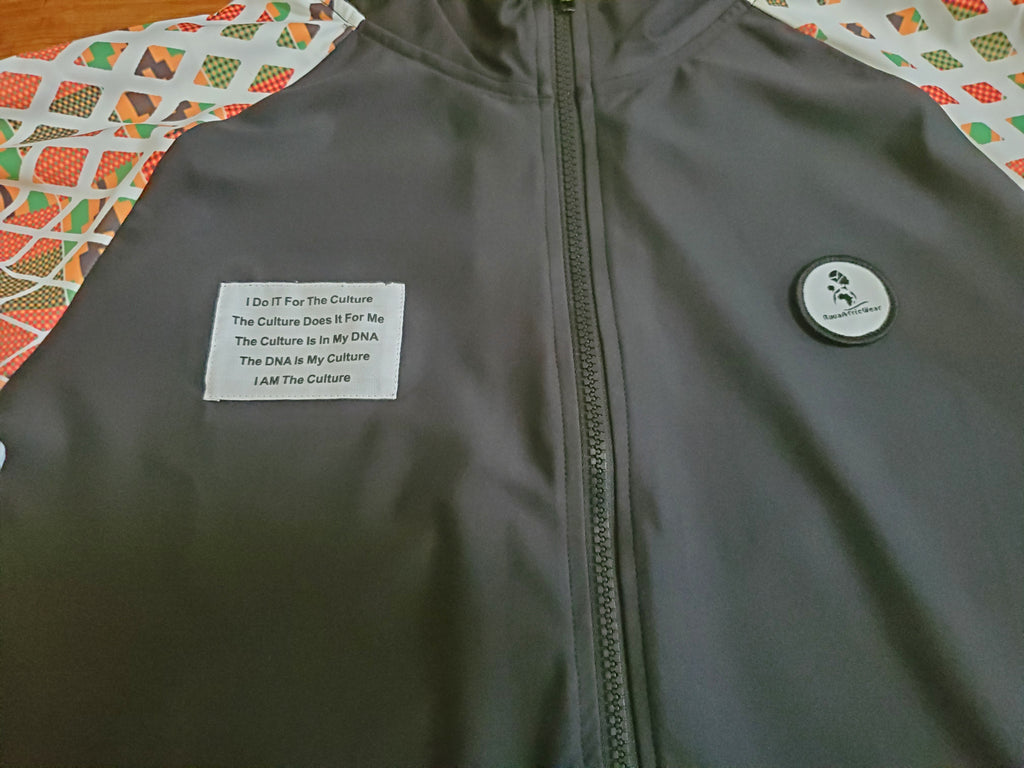 I Do IT For The Culture
The Culture Does It For Me
The Culture Is In My DNA
The DNA Is My Culture
I AM The Culture